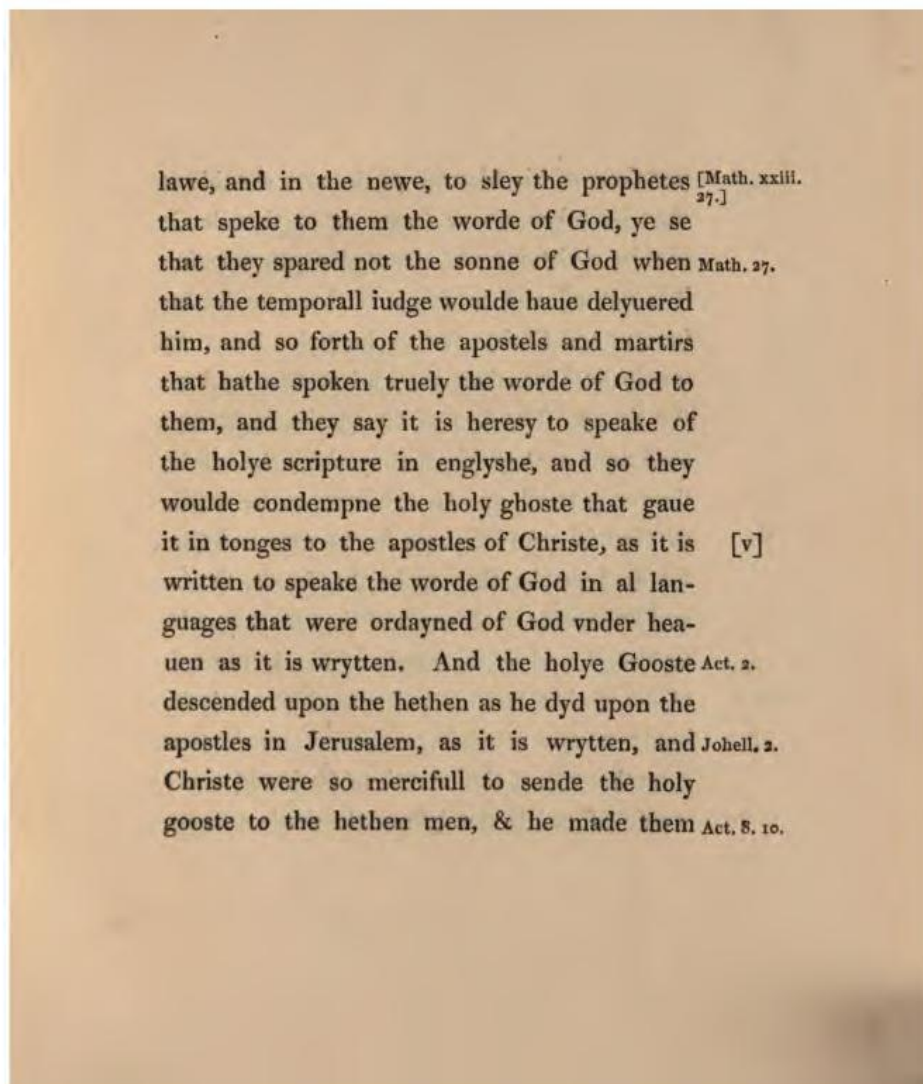 lawe, and in the newe, to sley the prophetes [Math. xxiii. 27.]
that speke to them the worde of God, ye se
that they spared not the sonne of God when Math. 27.
that the temporall iudge woulde haue delyuered
him, and so forth of the apostels and martirs
that hathe spoken truely the worde of God to
them, and they say it is heresy to speake of
the holye scripture in englyshe, and so they
woulde condempne the holy ghoste that gaue
it in tonges to the apostles of Christe, as it is [v]
written to speake the worde of God in al lan-
guages that were ordayned of God vnder hea-
uen as it is wrytten. And the holye Gooste Act. 2.
descended upon the hethen as he dyd upon the
apostles in Jerusalem, as it is wrytten, and Johell. 2.
Christe were so mercifull to sende the holy
gooste to the hethen men, & he made them Act. 8. 10.